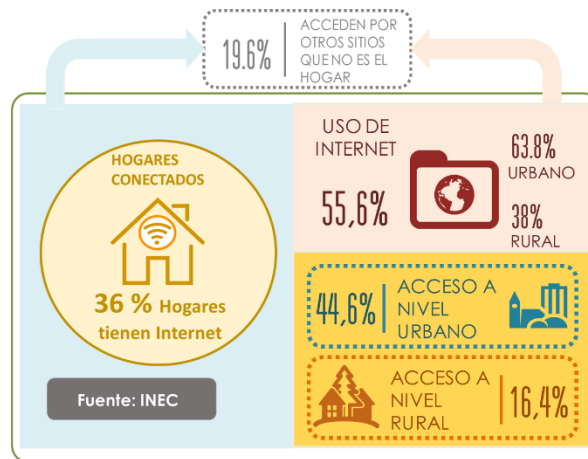 19.6%
ACCEDEN POR
OTROS SITIOS
QUE NO ES EL
HOGAR
HOGARES
CONECTADOS
36 % Hogares
tienen Internet
Fuente: INEC
USO DE
INTERNET
55,6%
63.8%
URBANO
38%
RURAL
44,6%
ACCESO A
NIVEL
URBANO
ACCESO A
NIVEL
RURAL
16,4%